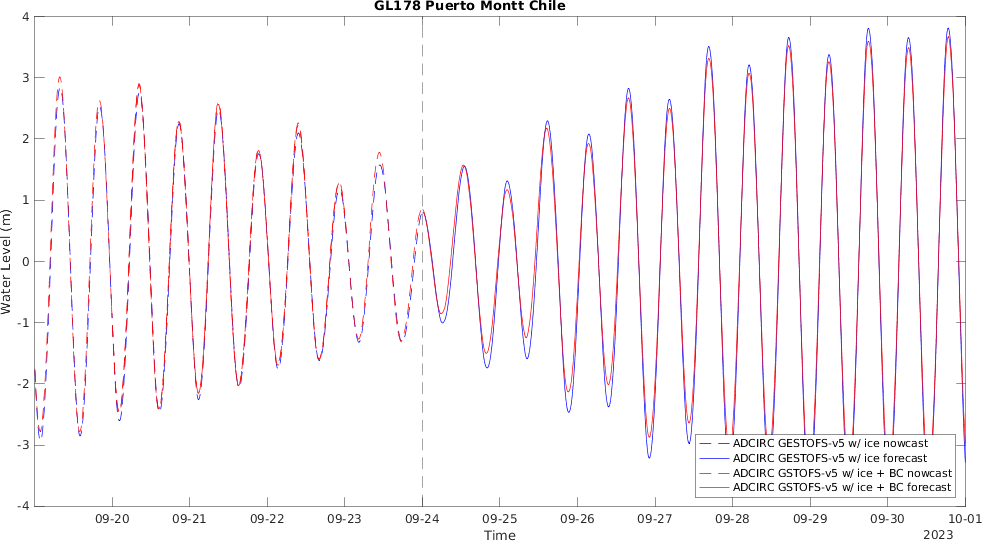 GL178 Puerto Montt Chile
4
3
2
1
0
-1
-2
-3
-4
Water Level (m)
ADCIRC GESTOFS-v5 w/ ice nowcast
ADCIRC GESTOFS-v5 w/ ice forecast
ADCIRC GSTOFS-v5 w/ ice + BC nowcast
ADCIRC GSTOFS-v5 w/ ice + BC forecast
09-20 09-21 09-22 09-23 09-24 09-25 09-26 09-27 09-28 09-29 09-30 10-01
Time 2023